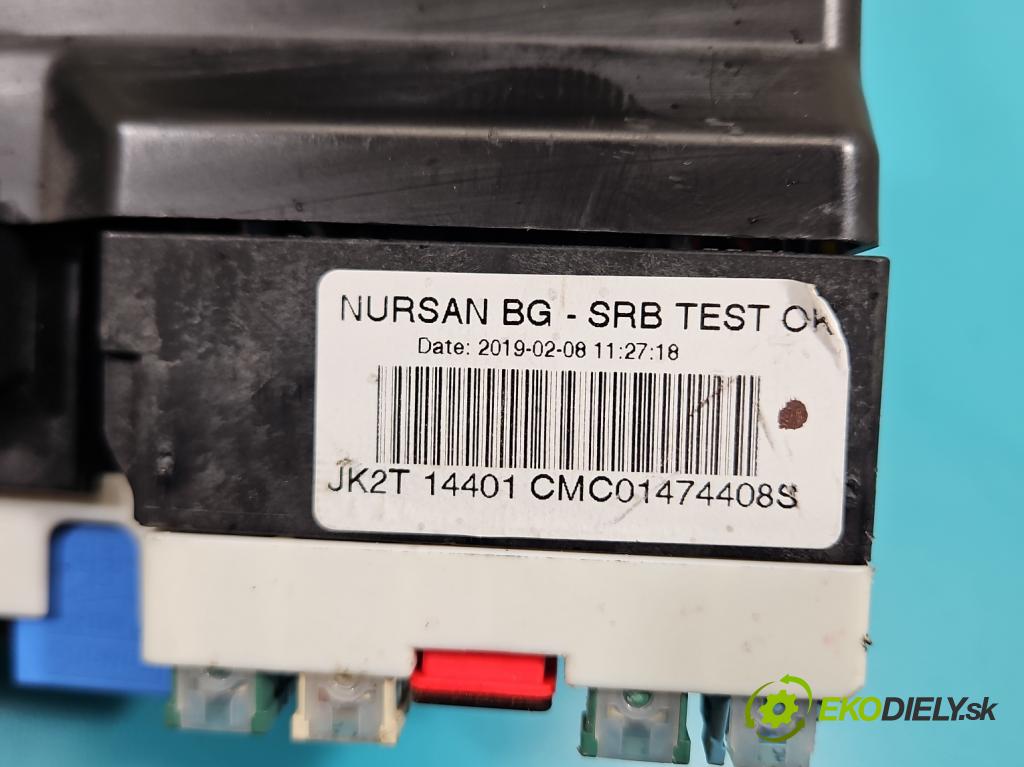 NURSAN BG - SRB TEST OK
Date: 2019-02-08 11:27:18
JK2T 14401 CMC01474408S
EKODIELY.sk